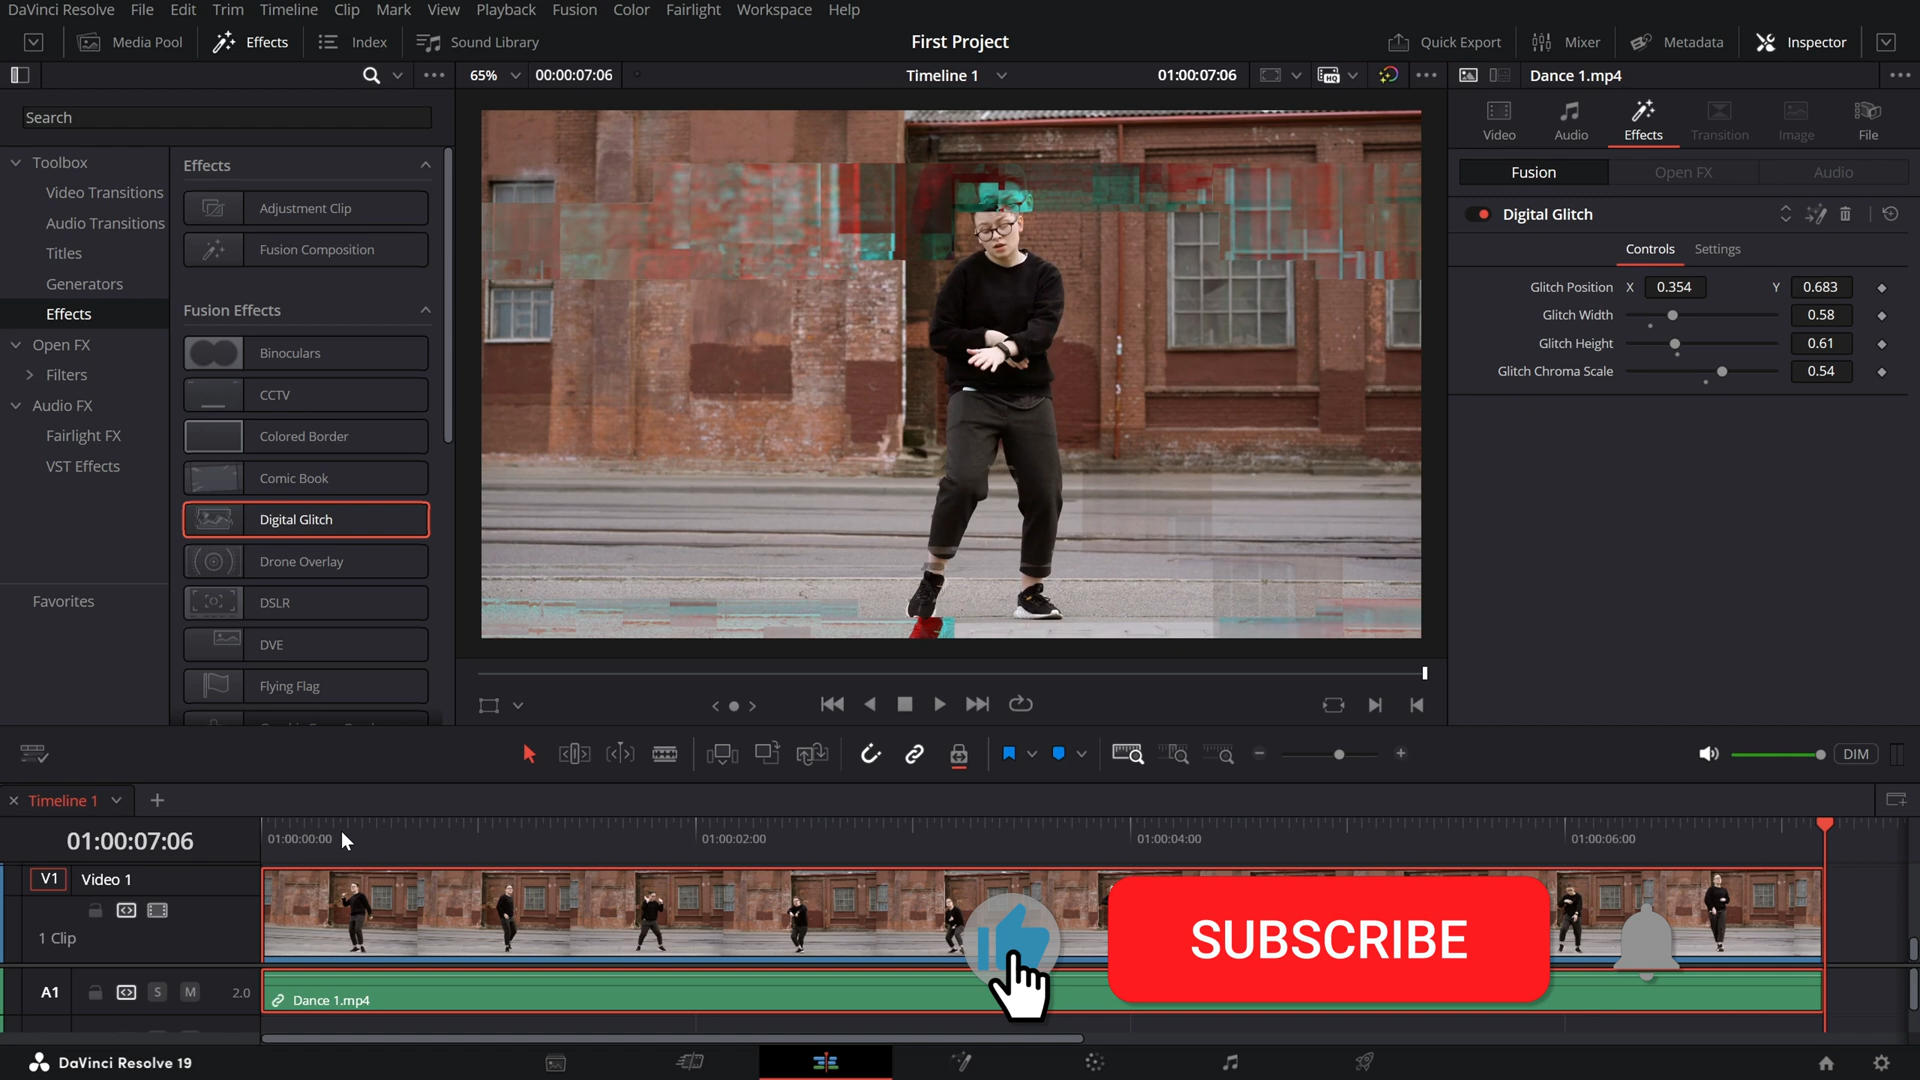 DaVinci Resolve File Edit Trim Timeline Clip Mark View Playback Fusion Color Fairlight Workspace Help
Media Pool Effects Index Sound Library First Project Quick Export Mixer Metadata Inspector
65% 00:00:07:06 Timeline 1 01:00:07:06 HQ Dance 1.mp4
Search
Toolbox
Video Transitions
Audio Transitions
Titles
Generators
Effects
Open FX
Filters
Audio FX
Fairlight FX
VST Effects
Favorites
Effects
Adjustment Clip
Fusion Composition
Fusion Effects
Binoculars
CCTV
Colored Border
Comic Book
Digital Glitch
Drone Overlay
DSLR
DVE
Flying Flag
Video Audio Effects Transition Image File
Fusion Open FX Audio
Digital Glitch
Controls Settings
Glitch Position X 0.354 Y 0.683
Glitch Width 0.58
Glitch Height 0.61
Glitch Chroma Scale 0.54
DIM
Timeline 1
01:00:07:06
01:00:00:00 01:00:02:00 01:00:04:00 01:00:06:00
V1 Video 1
1 Clip
A1 S M 2.0
Dance 1.mp4
SUBSCRIBE
DaVinci Resolve 19